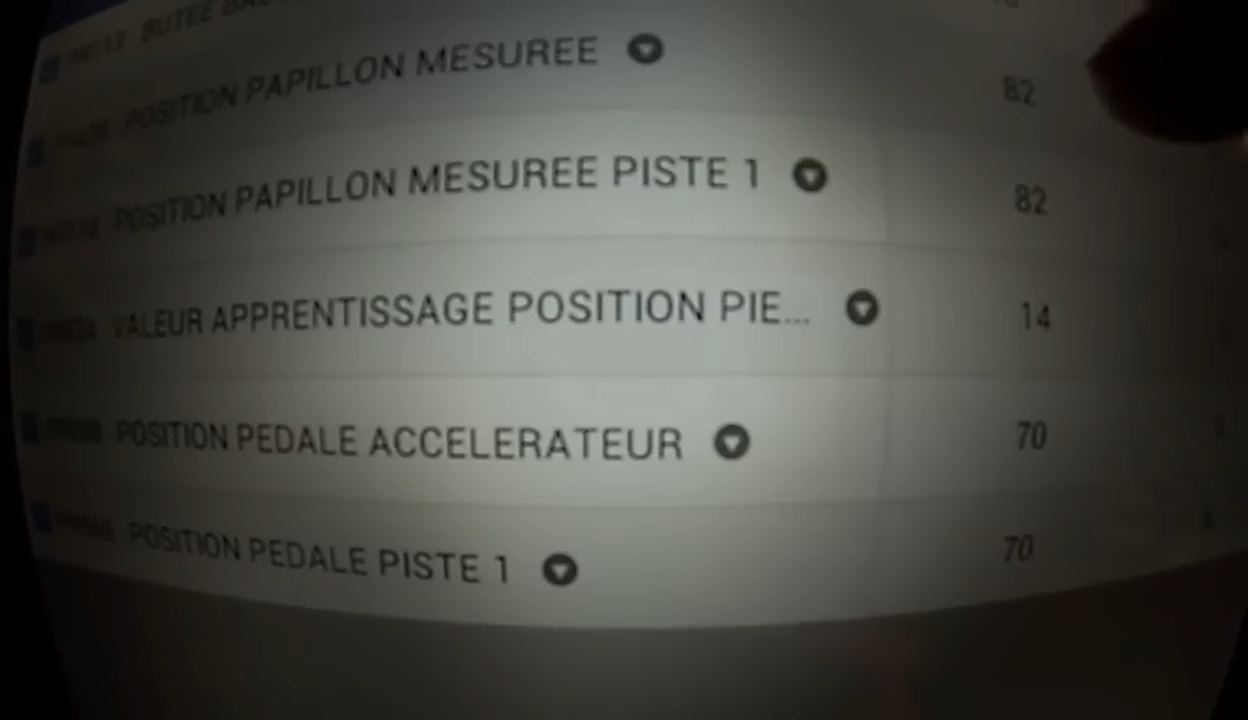 BUTEE
POSITION PAPILLON MESUREE 82
POSITION PAPILLON MESUREE PISTE 1 82
VALEUR APPRENTISSAGE POSITION PIE... 14
POSITION PEDALE ACCELERATEUR 70
POSITION PEDALE PISTE 1 70